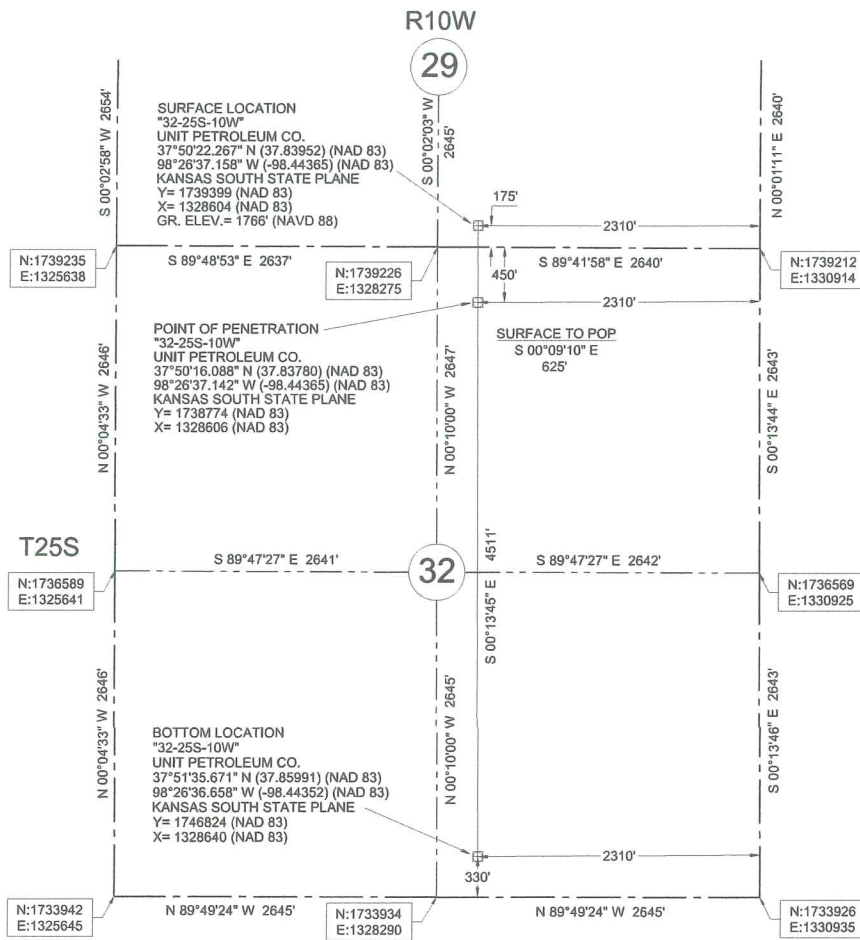 R10W
29
S 00°02'58" W 2654'
SURFACE LOCATION
"32-25S-10W"
UNIT PETROLEUM CO.
37°50'22.267" N (37.83952) (NAD 83)
98°26'37.158" W (-98.44365) (NAD 83)
KANSAS SOUTH STATE PLANE
Y= 1739399 (NAD 83)
X= 1328604 (NAD 83)
GR. ELEV.= 1766' (NAVD 88)
S 00°02'03" W
2645'
N 00°01'11" E 2640'
175'
2310'
N:1739235
E:1325638
S 89°48'53" E 2637'
N:1739226
E:1328275
S 89°41'58" E 2640'
450'
N:1739212
E:1330914
2310'
POINT OF PENETRATION
"32-25S-10W"
UNIT PETROLEUM CO.
37°50'16.088" N (37.83780) (NAD 83)
98°26'37.142" W (-98.44365) (NAD 83)
KANSAS SOUTH STATE PLANE
Y= 1738774 (NAD 83)
X= 1328606 (NAD 83)
SURFACE TO POP
S 00°09'10" E
625'
N 00°04'33" W 2646'
N 00°10'00" W 2647'
S 00°13'44" E 2643'
T25S
S 89°47'27" E 2641'
32
S 89°47'27" E 2642'
S 00°13'45" E 4511'
N:1736589
E:1325641
N:1736569
E:1330925
N 00°04'33" W 2646'
N 00°10'00" W 2645'
S 00°13'46" E 2643'
BOTTOM LOCATION
"32-25S-10W"
UNIT PETROLEUM CO.
37°51'35.671" N (37.85991) (NAD 83)
98°26'36.658" W (-98.44352) (NAD 83)
KANSAS SOUTH STATE PLANE
Y= 1746824 (NAD 83)
X= 1328640 (NAD 83)
2310'
330'
N:1733942
E:1325645
N 89°49'24" W 2645'
N:1733934
E:1328290
N 89°49'24" W 2645'
N:1733926
E:1330935